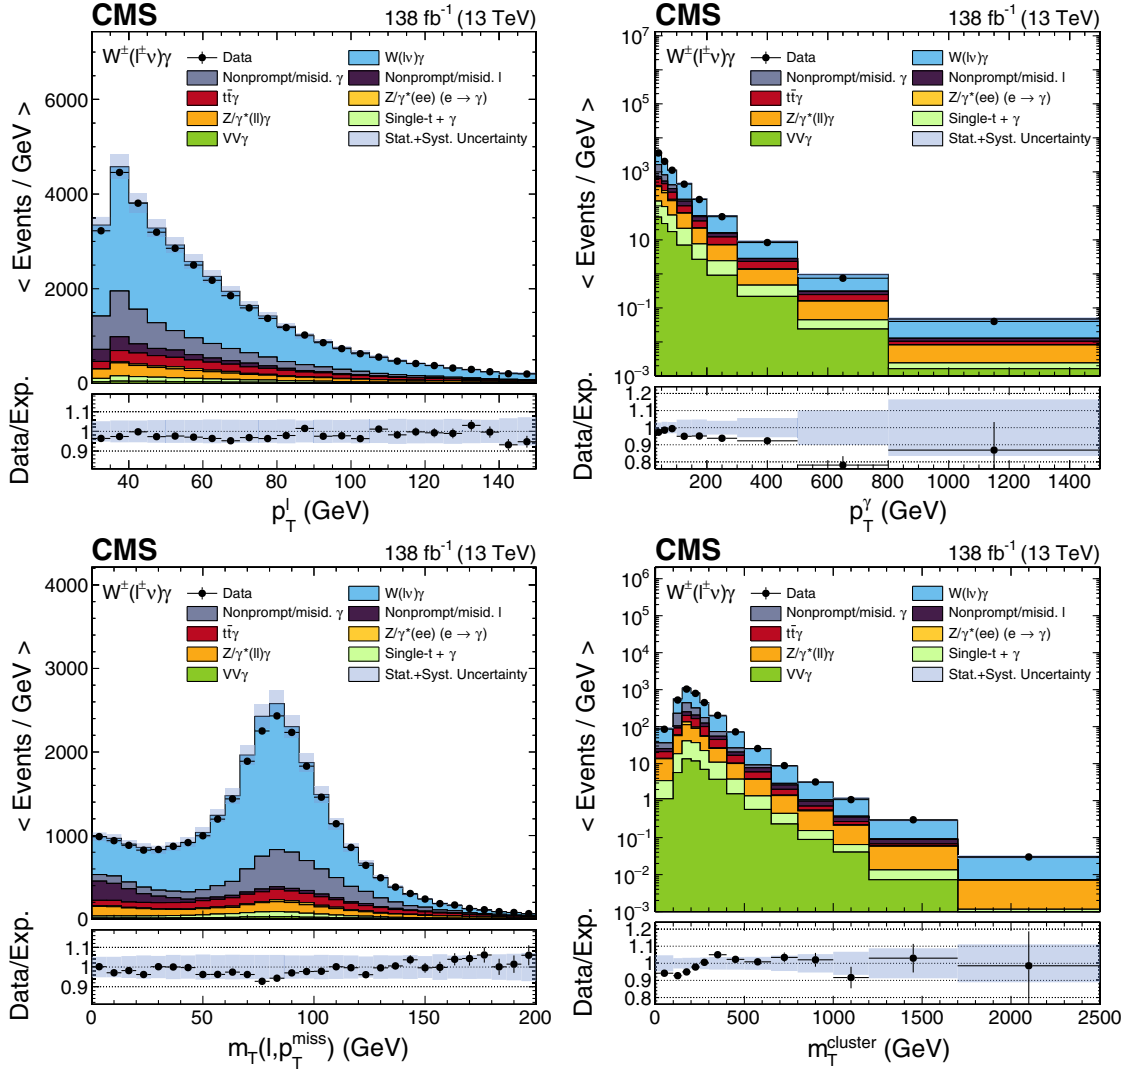 CMS 138 fb⁻¹ (13 TeV)
W±(l±ν)γ
Data
W(lν)γ
Nonprompt/misid. γ
Nonprompt/misid. l
tt̄γ
Z/γ*(ee) (e → γ)
Z/γ*(ll)γ
Single-t + γ
VVγ
Stat.+Syst. Uncertainty
< Events / GeV >
6000
4000
2000
0
Data/Exp.
1.1
1
0.9
40 60 80 100 120 140
p_T^l (GeV)
CMS 138 fb⁻¹ (13 TeV)
W±(l±ν)γ
Data
W(lν)γ
Nonprompt/misid. γ
Nonprompt/misid. l
tt̄γ
Z/γ*(ee) (e → γ)
Z/γ*(ll)γ
Single-t + γ
VVγ
Stat.+Syst. Uncertainty
< Events / GeV >
10⁷
10⁵
10³
10
10⁻¹
10⁻³
Data/Exp.
1.2
1.1
1
0.9
0.8
200 400 600 800 1000 1200 1400
p_T^γ (GeV)
CMS 138 fb⁻¹ (13 TeV)
W±(l±ν)γ
Data
W(lν)γ
Nonprompt/misid. γ
Nonprompt/misid. l
tt̄γ
Z/γ*(ee) (e → γ)
Z/γ*(ll)γ
Single-t + γ
VVγ
Stat.+Syst. Uncertainty
< Events / GeV >
4000
3000
2000
1000
0
Data/Exp.
1.1
1
0.9
0 50 100 150 200
m_T(l,p_T^miss) (GeV)
CMS 138 fb⁻¹ (13 TeV)
W±(l±ν)γ
Data
W(lν)γ
Nonprompt/misid. γ
Nonprompt/misid. l
tt̄γ
Z/γ*(ee) (e → γ)
Z/γ*(ll)γ
Single-t + γ
VVγ
Stat.+Syst. Uncertainty
< Events / GeV >
10⁶
10⁵
10⁴
10³
10²
10
1
10⁻¹
10⁻²
10⁻³
Data/Exp.
1.2
1.1
1
0.9
0.8
0 500 1000 1500 2000 2500
m_T^cluster (GeV)